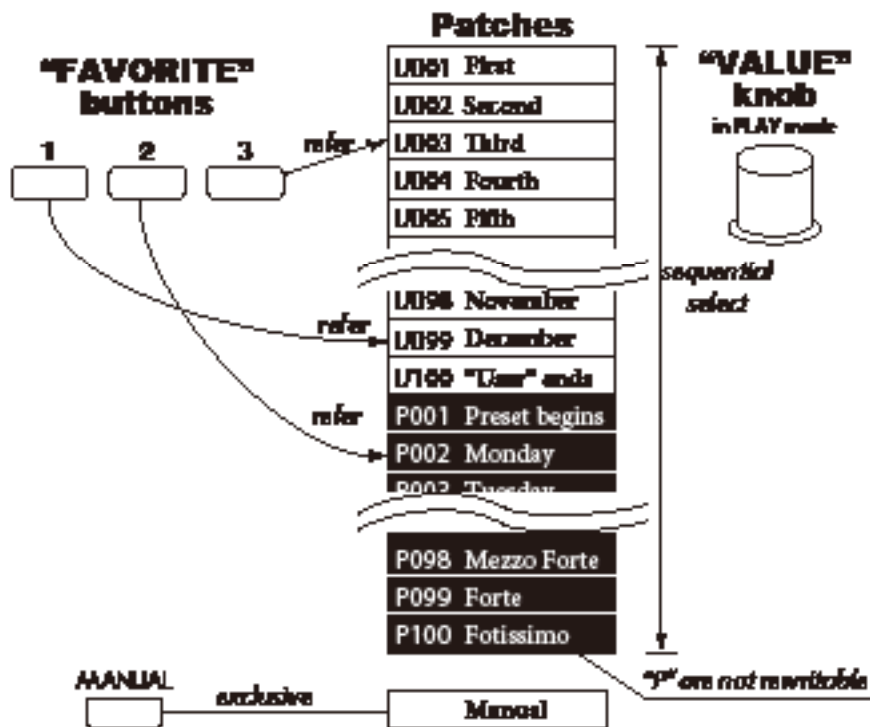 Patches
"FAVORITE"
buttons
1 2 3
refer
U001 First
U002 Second
U003 Third
U004 Fourth
U005 Fifth
"VALUE"
knob
in PLAY mode
sequential
select
U098 November
refer
U099 December
U100 "User" ends
refer
P001 Preset begins
P002 Monday
P003 Tuesday
P098 Mezzo Forte
P099 Forte
P100 Fotissimo
"P" are not rewritable
MANUAL
exclusive
Manual